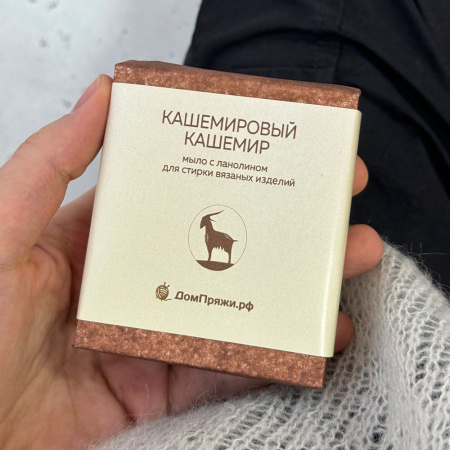 КАШЕМИРОВЫЙ
КАШЕМИР
мыло с ланолином
для стирки вязаных изделий
ДомПряжи.рф